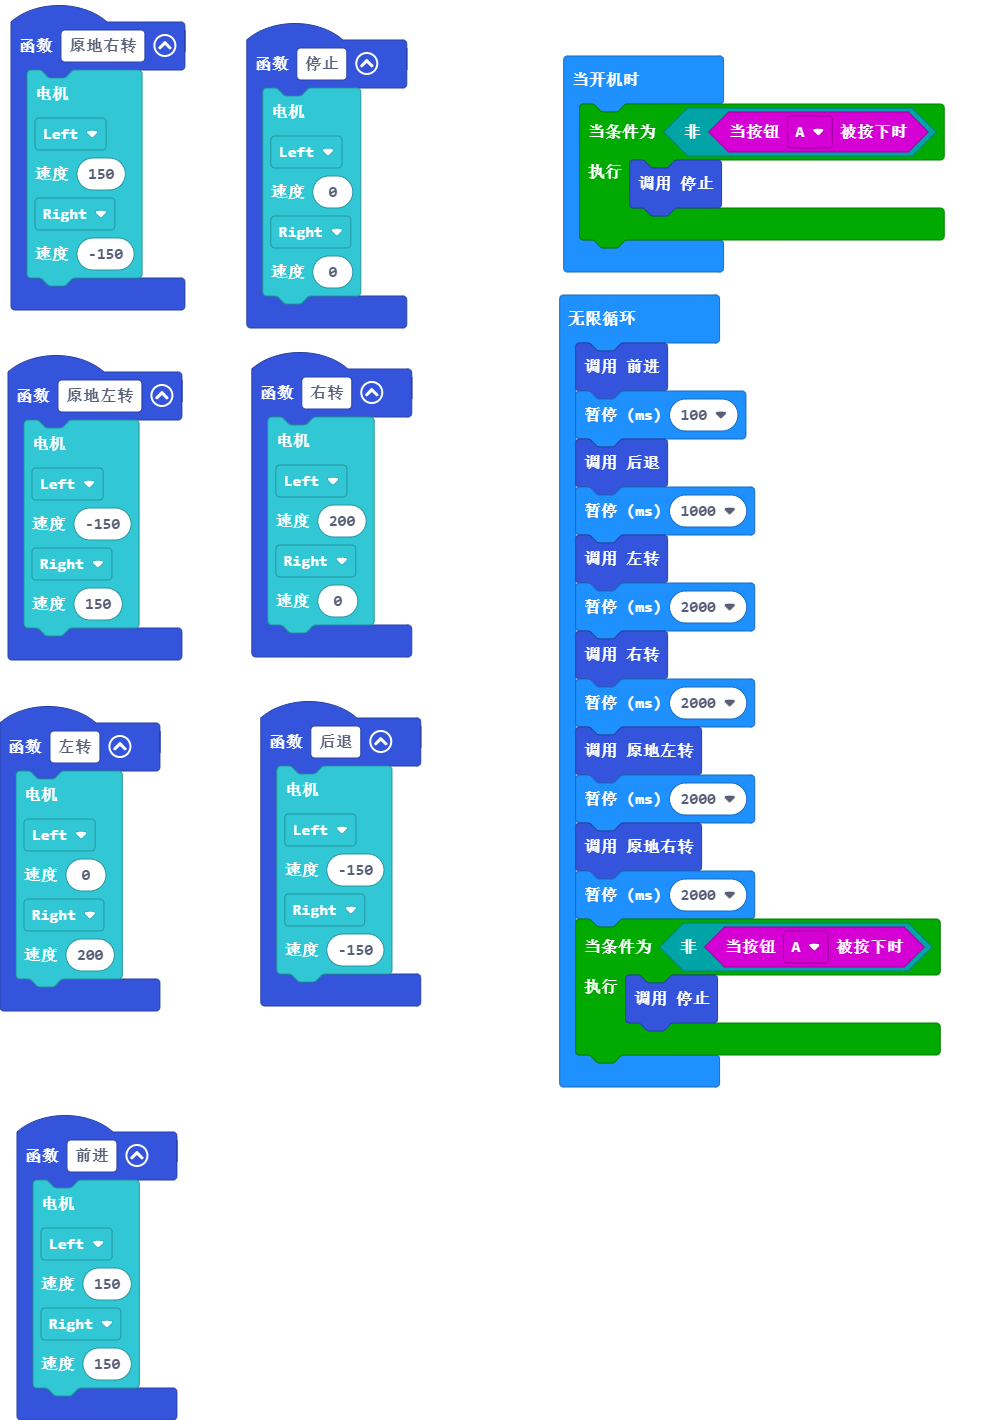 函数 原地右转
电机
Left
速度 150
Right
速度 -150
函数 停止
电机
Left
速度 0
Right
速度 0
当开机时
当条件为 非 当按钮 A 被按下时
执行 调用 停止
函数 原地左转
电机
Left
速度 -150
Right
速度 150
函数 右转
电机
Left
速度 200
Right
速度 0
无限循环
调用 前进
暂停 (ms) 100
调用 后退
暂停 (ms) 1000
调用 左转
暂停 (ms) 2000
调用 右转
暂停 (ms) 2000
调用 原地左转
暂停 (ms) 2000
调用 原地右转
暂停 (ms) 2000
当条件为 非 当按钮 A 被按下时
执行 调用 停止
函数 左转
电机
Left
速度 0
Right
速度 200
函数 后退
电机
Left
速度 -150
Right
速度 -150
函数 前进
电机
Left
速度 150
Right
速度 150